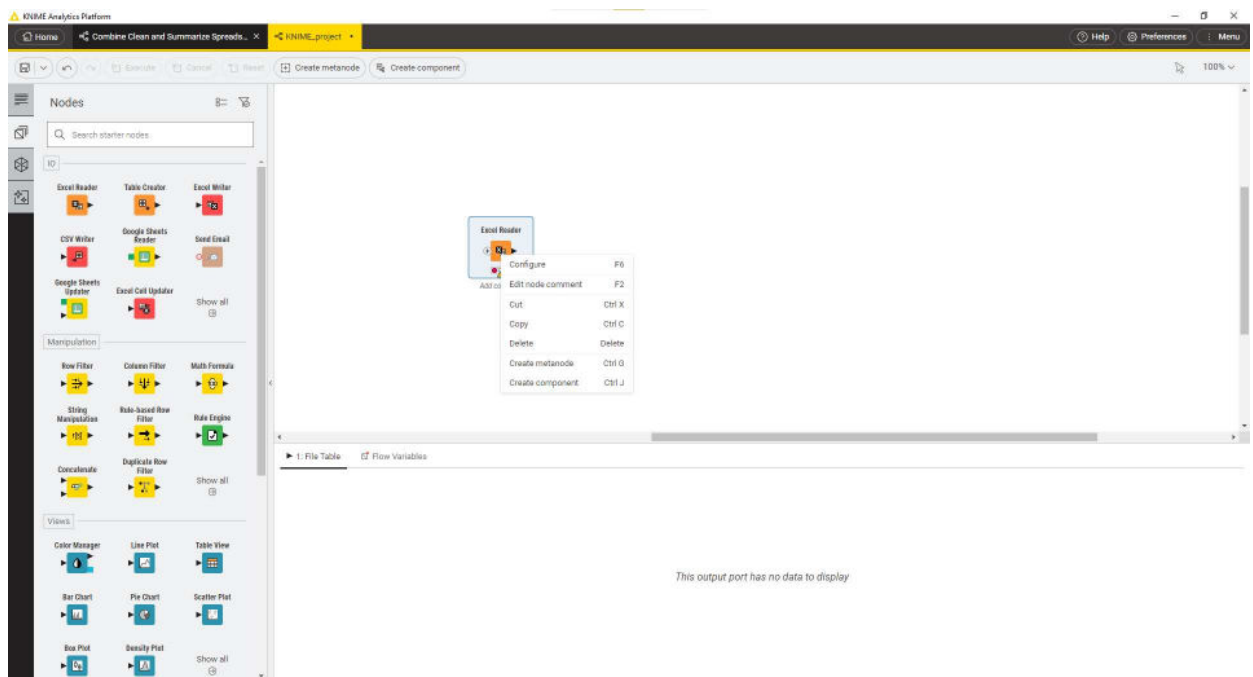 KNIME Analytics Platform
Home
Combine Clean and Summarize Spreads...
KNIME_project
Help
Preferences
Menu
Execute
Cancel
Reset
Create metanode
Create component
100%
Nodes
Search starter nodes
IO
Excel Reader
Table Creator
Excel Writer
CSV Writer
Google Sheets
Reader
Send Email
Google Sheets
Updater
Excel Cell Updater
Show all
Manipulation
Row Filter
Column Filter
Math Formula
String
Manipulation
Rule-based Row
Filter
Rule Engine
Concatenate
Duplicate Row
Filter
Show all
Views
Color Manager
Line Plot
Table View
Bar Chart
Pie Chart
Scatter Plot
Box Plot
Density Plot
Show all
Excel Reader
Add co
Configure F6
Edit node comment F2
Cut Ctrl X
Copy Ctrl C
Delete Delete
Create metanode Ctrl G
Create component Ctrl J
1: File Table
Flow Variables
This output port has no data to display